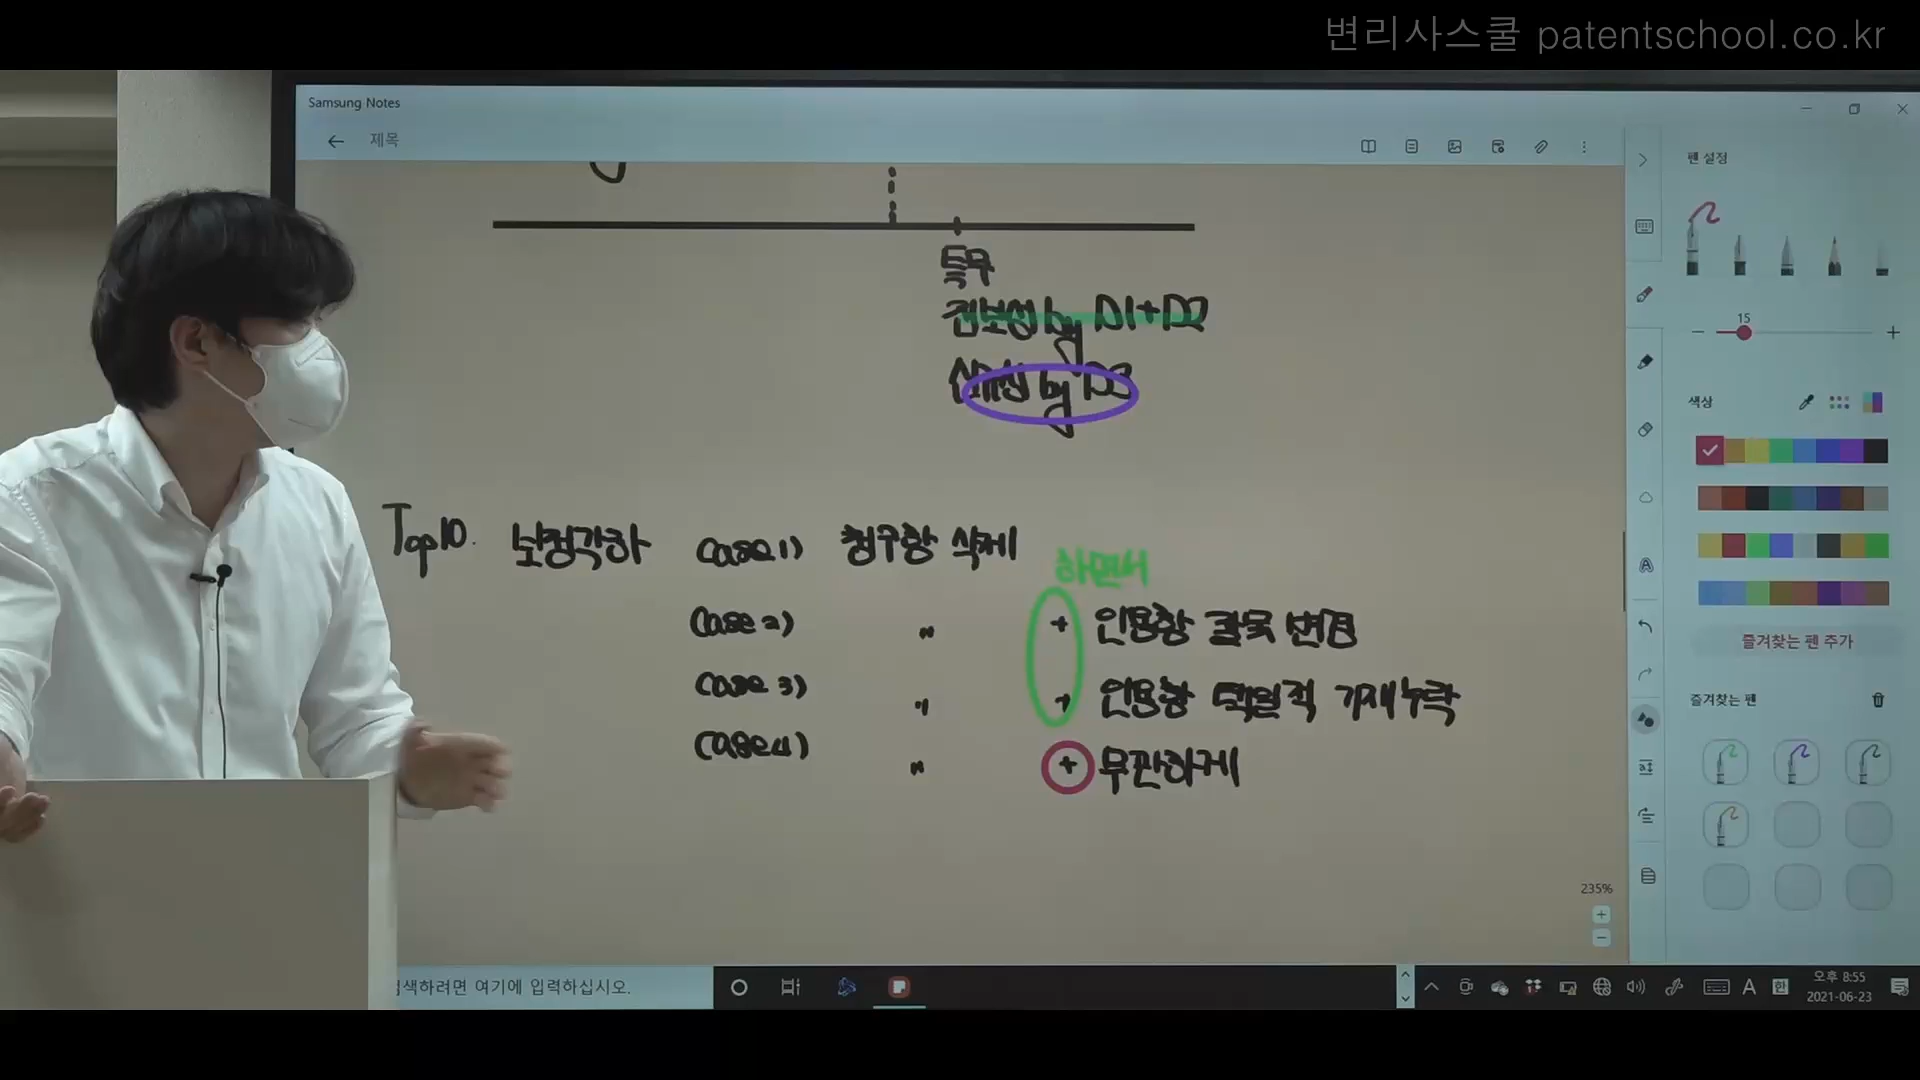 변리사스쿨 patentschool.co.kr
Samsung Notes
제목
펜 설정
특무
진보성 by D1+D2
신규성 by D3
15
색상
Top10. 보정각하 case1) 청구항 삭제
하면서
case2) " + 인용항 잘못 변경
case3) " + 인용항 택일적 기재누락
case4) " + 무관하게
즐겨찾는 펜 추가
즐겨찾는 펜
235%
검색하려면 여기에 입력하십시오.
A 한
오후 8:55
2021-06-23